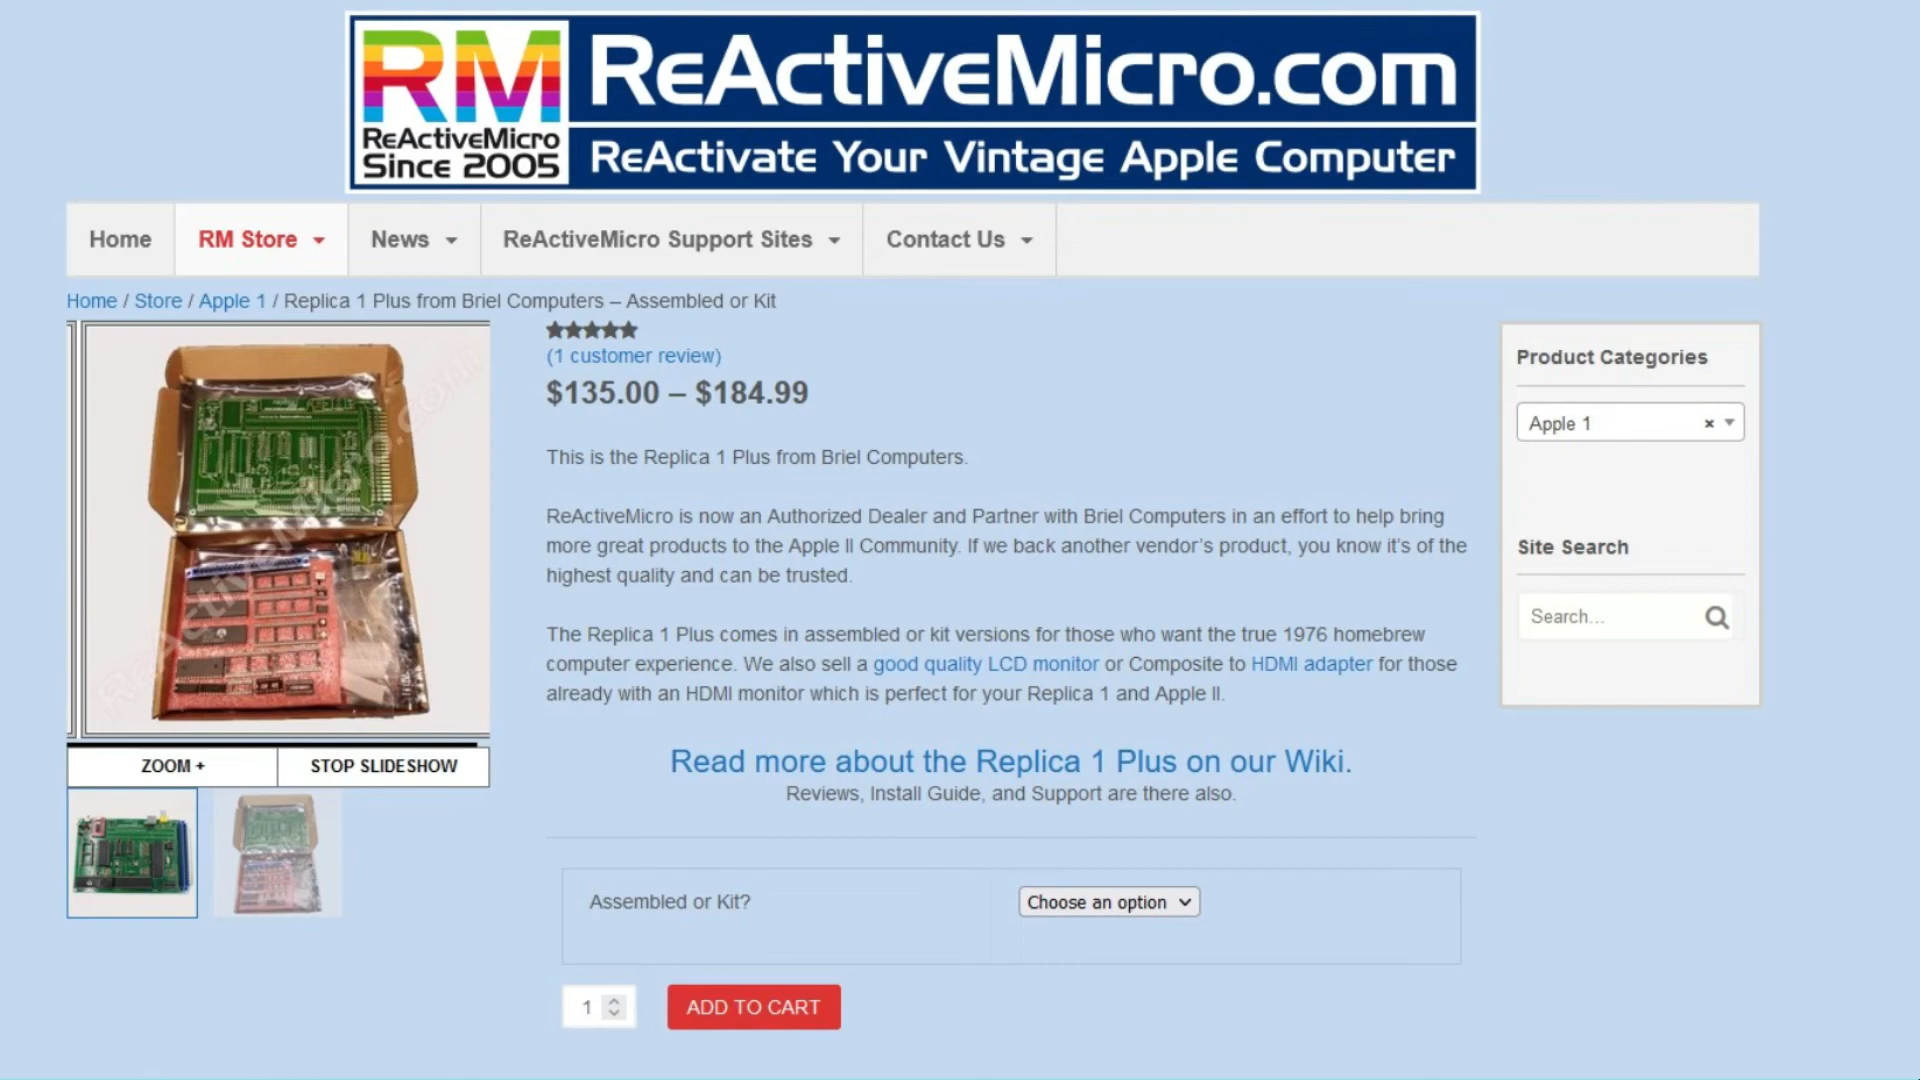 RM
ReActiveMicro
Since 2005
ReActiveMicro.com
ReActivate Your Vintage Apple Computer
Home
RM Store
News
ReActiveMicro Support Sites
Contact Us
Home / Store / Apple 1 / Replica 1 Plus from Briel Computers – Assembled or Kit
(1 customer review)
$135.00 – $184.99
This is the Replica 1 Plus from Briel Computers.
ReActiveMicro is now an Authorized Dealer and Partner with Briel Computers in an effort to help bring
more great products to the Apple II Community. If we back another vendor's product, you know it's of the
highest quality and can be trusted.
The Replica 1 Plus comes in assembled or kit versions for those who want the true 1976 homebrew
computer experience. We also sell a good quality LCD monitor or Composite to HDMI adapter for those
already with an HDMI monitor which is perfect for your Replica 1 and Apple II.
Read more about the Replica 1 Plus on our Wiki.
Reviews, Install Guide, and Support are there also.
Assembled or Kit?
Choose an option
1
ADD TO CART
ReActiveMicro.com
ZOOM +
STOP SLIDESHOW
Product Categories
Apple 1
×
Site Search
Search...